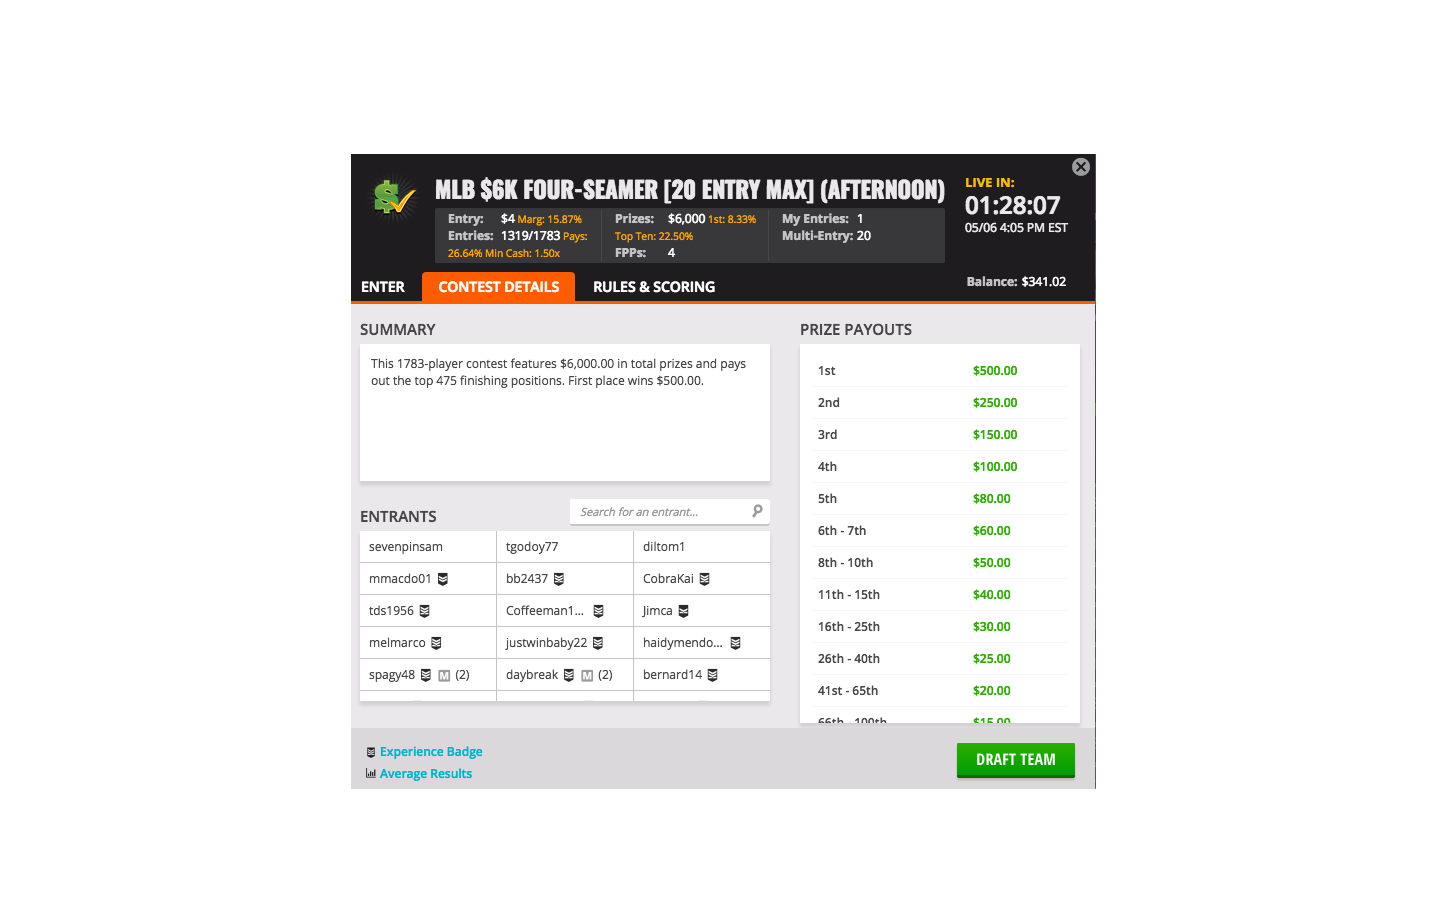 MLB $6K FOUR-SEAMER [20 ENTRY MAX] (AFTERNOON)
Entry: $4 Marg: 15.87%
Entries: 1319/1783 Pays:
26.64% Min Cash: 1.50x
Prizes: $6,000 1st: 8.33%
Top Ten: 22.50%
FPPs: 4
My Entries: 1
Multi-Entry: 20
LIVE IN:
01:28:07
05/06 4:05 PM EST
ENTER
CONTEST DETAILS
RULES & SCORING
Balance: $341.02
SUMMARY
This 1783-player contest features $6,000.00 in total prizes and pays
out the top 475 finishing positions. First place wins $500.00.
ENTRANTS
Search for an entrant...
sevenpinsam tgodoy77 diltom1
mmacdo01 bb2437 CobraKai
tds1956 Coffeeman1... Jimca
melmarco justwinbaby22 haidymendo...
spagy48 M (2) daybreak M (2) bernard14
PRIZE PAYOUTS
1st $500.00
2nd $250.00
3rd $150.00
4th $100.00
5th $80.00
6th - 7th $60.00
8th - 10th $50.00
11th - 15th $40.00
16th - 25th $30.00
26th - 40th $25.00
41st - 65th $20.00
66th - 100th $15.00
Experience Badge
Average Results
DRAFT TEAM